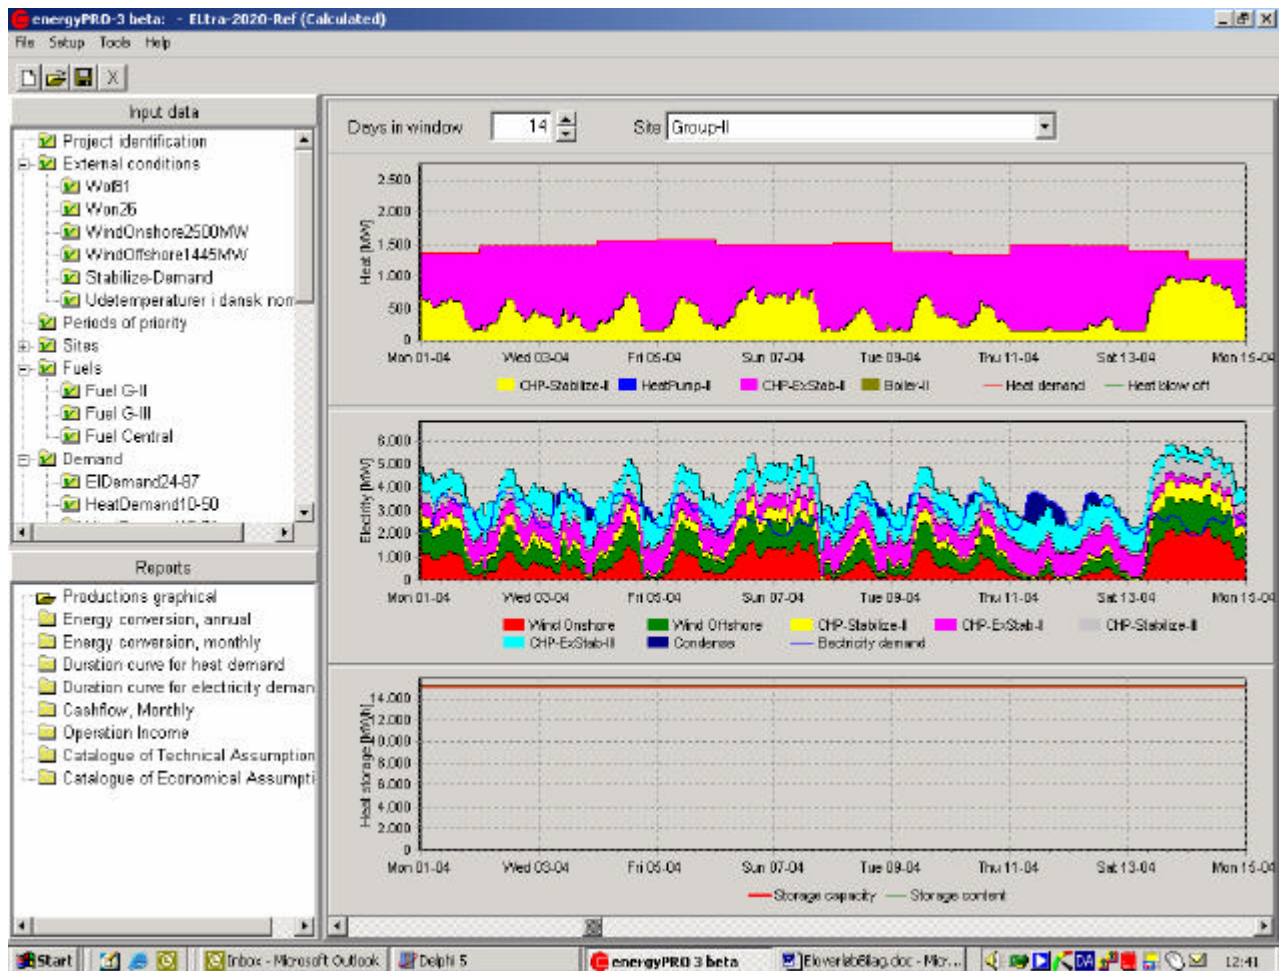 energyPRO-3 beta: - ELtra-2020-Ref (Calculated)
File Setup Tools Help
Input data
Project identification
External conditions
Wof81
Won26
WindOnshore2500MW
WindOffshore1445MW
Stabilize-Demand
Udetemperaturer i dansk norm
Periods of priority
Sites
Fuels
Fuel G-II
Fuel G-III
Fuel Central
Demand
ElDemand24-87
HeatDemand10-50
Reports
Productions graphical
Energy conversion, annual
Energy conversion, monthly
Duration curve for heat demand
Duration curve for electricity deman
Cashflow, Monthly
Operation Income
Catalogue of Technical Assumption
Catalogue of Economical Assumpti
Days in window 14 Site Group-II
Heat [MW]
2.500
2.000
1.500
1.000
500
0
Mon 01-04 Wed 03-04 Fri 05-04 Sun 07-04 Tue 09-04 Thu 11-04 Sat 13-04 Mon 15-04
CHP-Stabilize-II HeatPump-II CHP-ExStab-II Boiler-II Heat demand Heat blow off
Electricity [MW]
6.000
5.000
4.000
3.000
2.000
1.000
0
Mon 01-04 Wed 03-04 Fri 05-04 Sun 07-04 Tue 09-04 Thu 11-04 Sat 13-04 Mon 15-04
Wind Onshore Wind Offshore CHP-Stabilize-II CHP-ExStab-II CHP-Stabilize-III
CHP-ExStab-III Condense Electricity demand
Heat storage [MWh]
14.000
12.000
10.000
8.000
6.000
4.000
2.000
0
Mon 01-04 Wed 03-04 Fri 05-04 Sun 07-04 Tue 09-04 Thu 11-04 Sat 13-04 Mon 15-04
Storage capacity Storage content
Start Inbox - Microsoft Outlook Delphi 5 energyPRO 3 beta EloverløbBilag.doc - Micr... DA 12:41